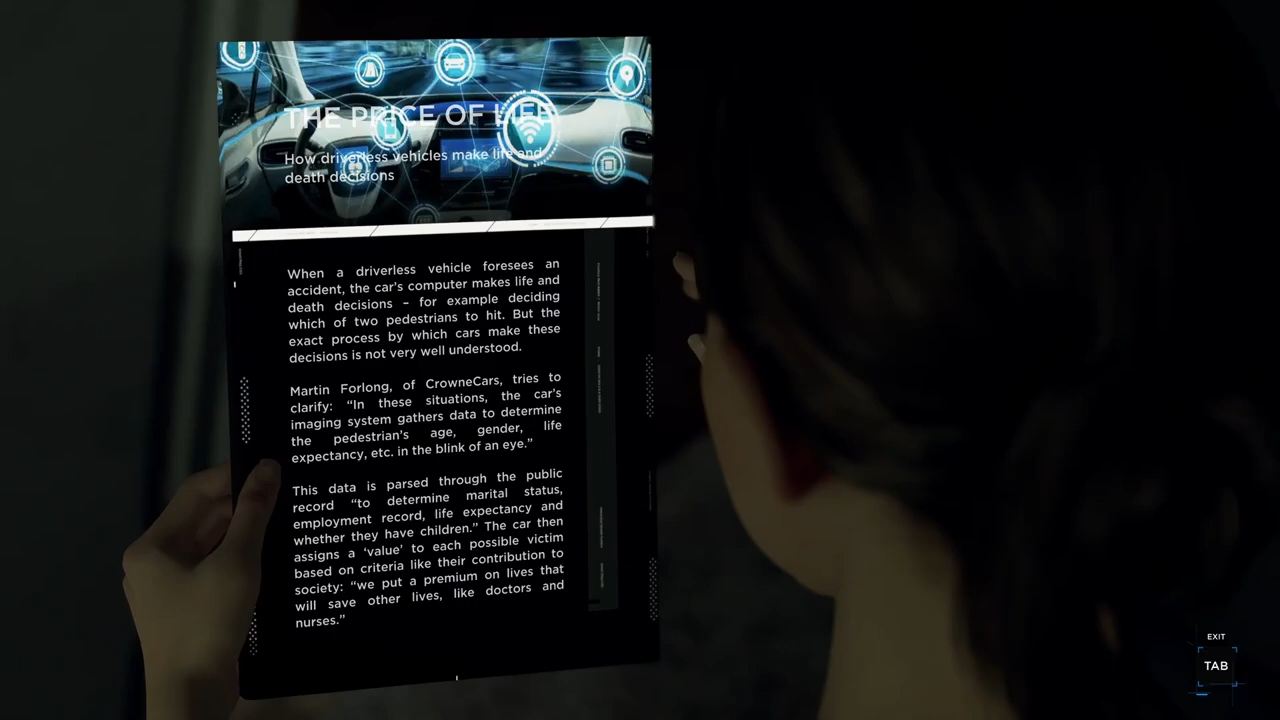 THE PRICE OF LIFE
How driverless vehicles make life and
death decisions
When a driverless vehicle foresees an
accident, the car's computer makes life and
death decisions – for example deciding
which of two pedestrians to hit. But the
exact process by which cars make these
decisions is not very well understood.
Martin Forlong, of CrowneCars, tries to
clarify: “In these situations, the car's
imaging system gathers data to determine
the pedestrian's age, gender, life
expectancy, etc. in the blink of an eye.”
This data is parsed through the public
record “to determine marital status,
employment record, life expectancy and
whether they have children.” The car then
assigns a ‘value’ to each possible victim
based on criteria like their contribution to
society: “we put a premium on lives that
will save other lives, like doctors and
nurses.”
EXIT
TAB